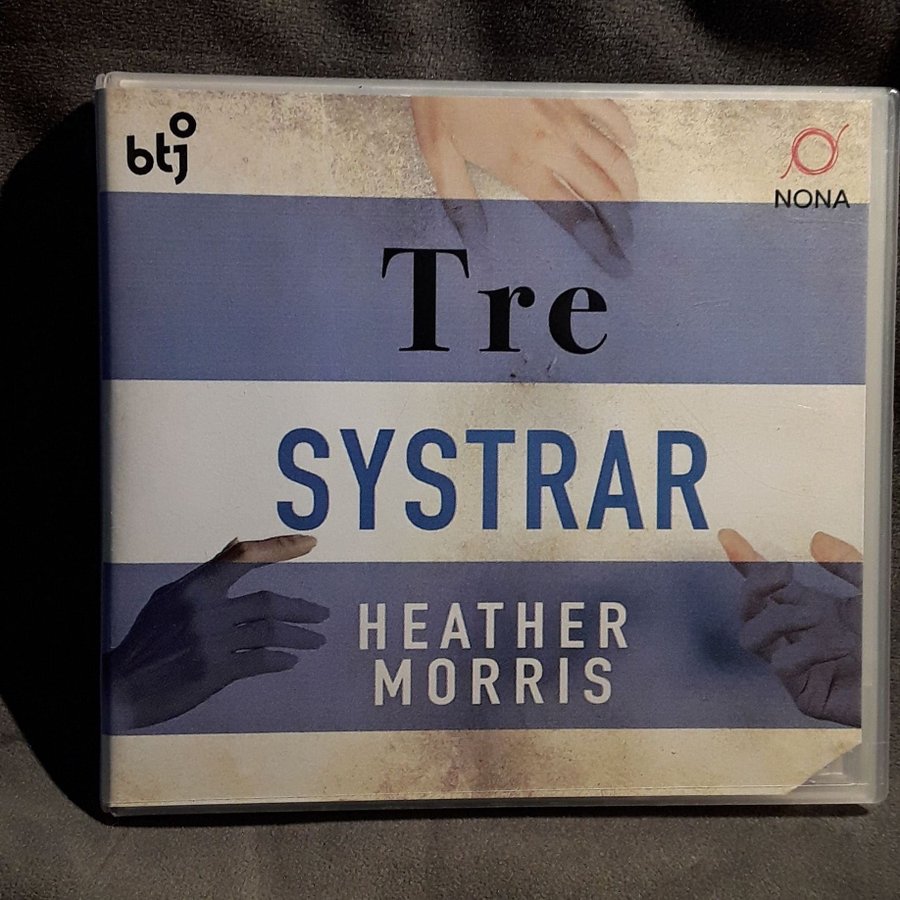 btj
NONA
Tre
SYSTRAR
HEATHER
MORRIS